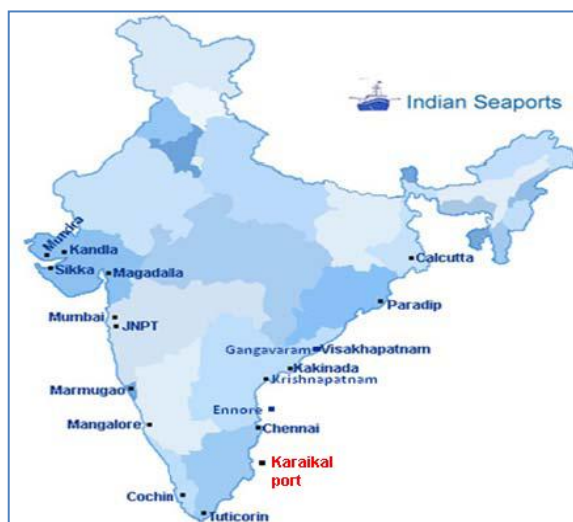 Indian Seaports
Mundra
Kandla
Sikka
Magadalla
Calcutta
Paradip
Mumbai
JNPT
Gangavaram
Visakhapatnam
Kakinada
Krishnapatnam
Marmugao
Ennore
Mangalore
Chennai
Karaikal
port
Cochin
Tuticorin